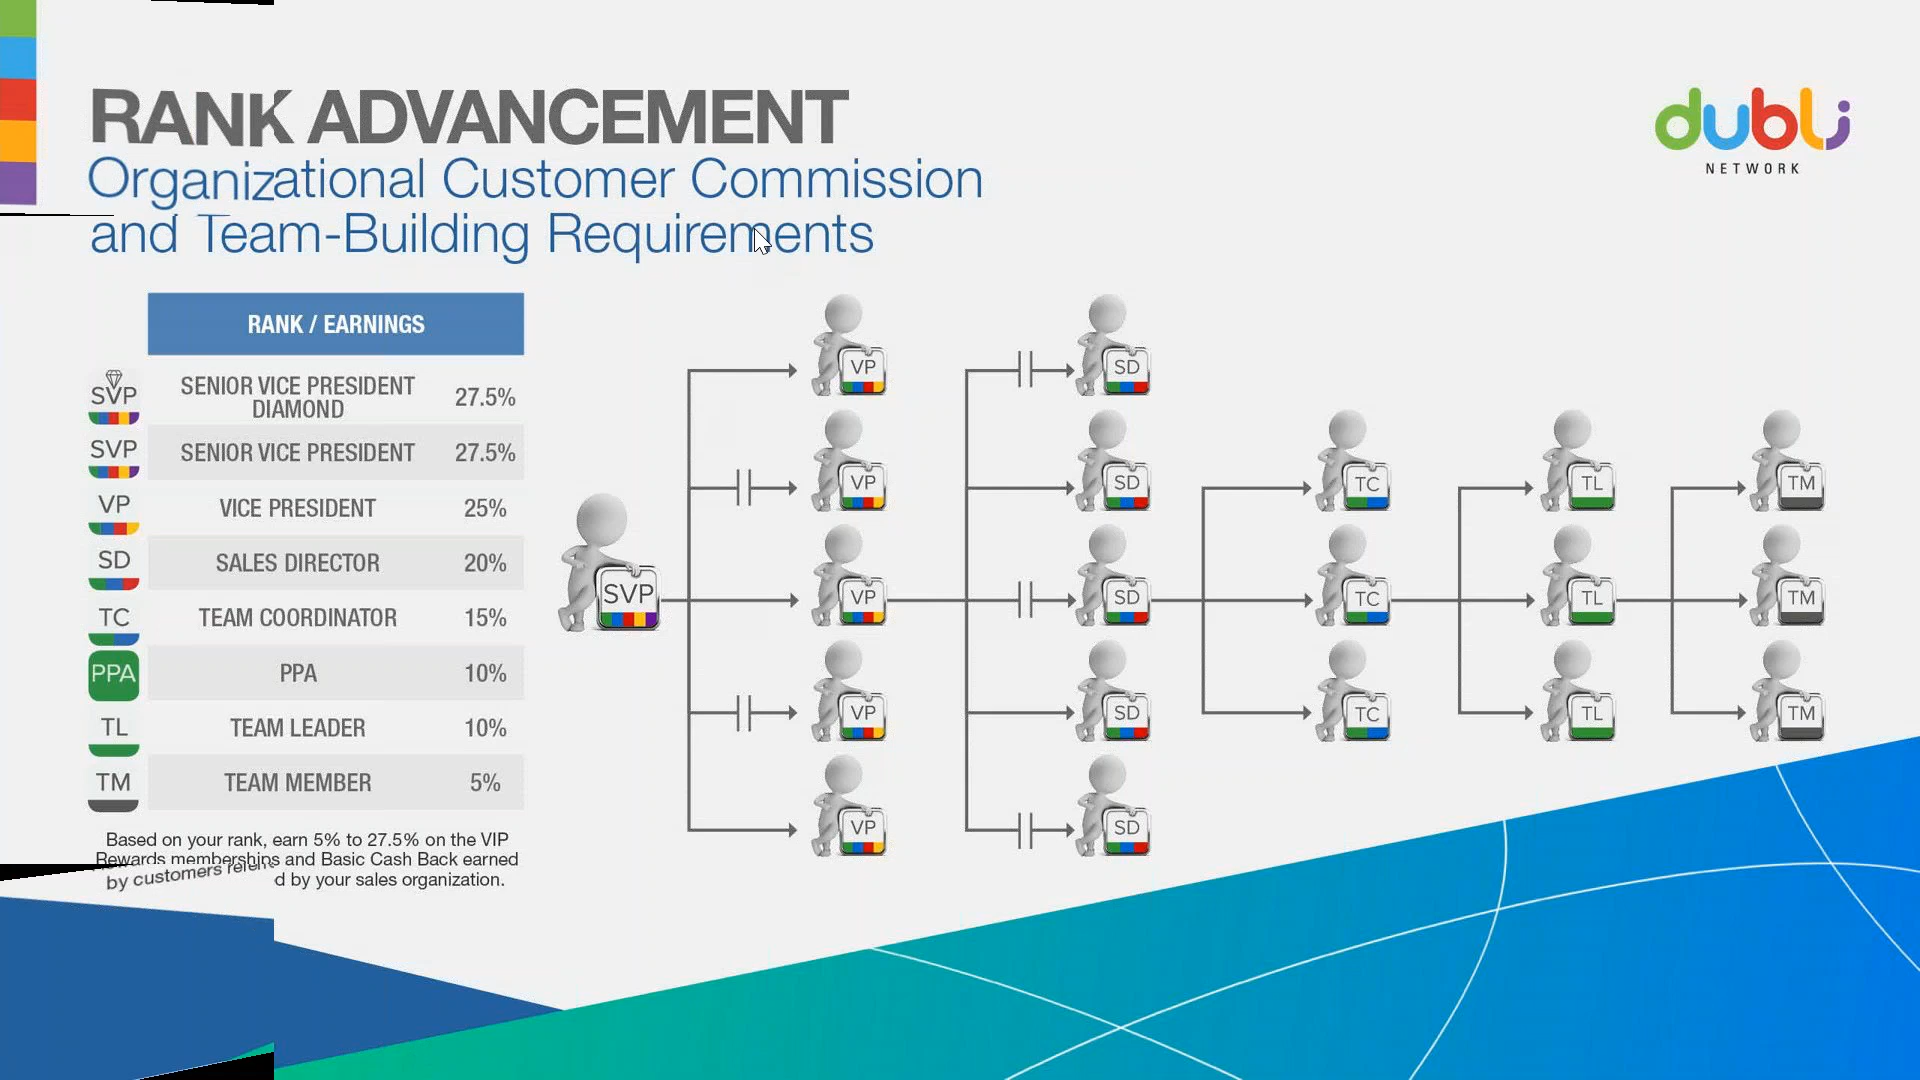 RANK ADVANCEMENT
Organizational Customer Commission
and Team-Building Requirements
dubli
NETWORK
RANK / EARNINGS
SVP SENIOR VICE PRESIDENT DIAMOND 27.5%
SVP SENIOR VICE PRESIDENT 27.5%
VP VICE PRESIDENT 25%
SD SALES DIRECTOR 20%
TC TEAM COORDINATOR 15%
PPA PPA 10%
TL TEAM LEADER 10%
TM TEAM MEMBER 5%
Based on your rank, earn 5% to 27.5% on the VIP
Rewards memberships and Basic Cash Back earned
by customers referred by your sales organization.
VP SD
VP SD TC TL TM
SVP VP SD TC TL TM
VP SD TC TL TM
VP SD